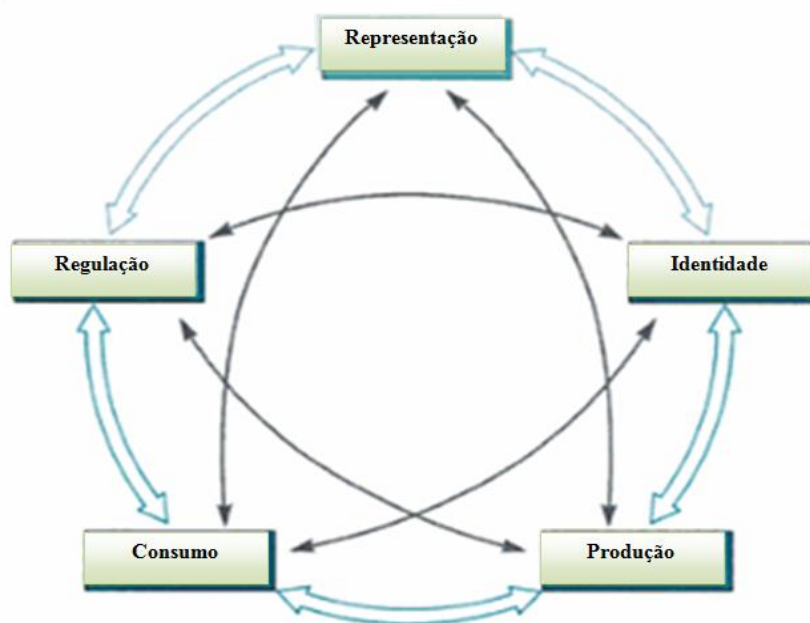 Representação
Regulação
Identidade
Consumo
Produção